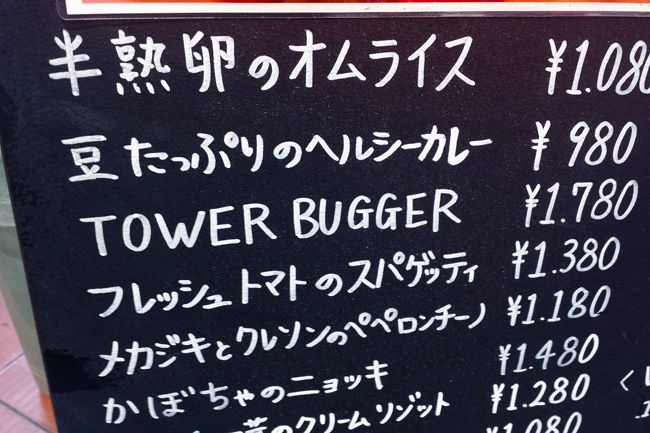 半熟卵のオムライス ¥1.080
豆たっぷりのヘルシーカレー ¥980
TOWER BUGGER ¥1.780
フレッシュトマトのスパゲッティ ¥1.380
メカジキとクレソンのペペロンチーノ ¥1.180
かぼちゃのニョッキ ¥1.480
のクリームリゾット ¥1.280
¥1.080